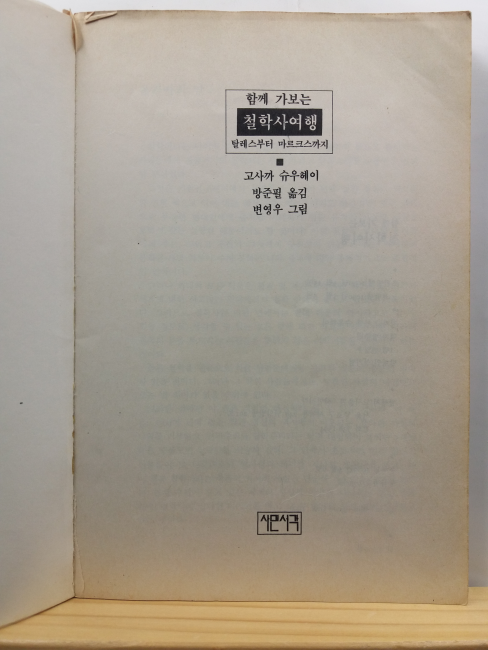 함께 가보는
철학사여행
탈레스부터 마르크스까지
고사까 슈우헤이
방준필 옮김
변영우 그림
시민시각